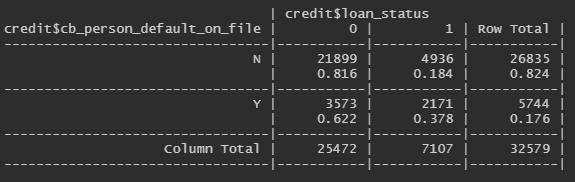 | credit$loan_status
credit$cb_person_default_on_file | 0 | 1 | Row Total |
---------------------------------|-----------|-----------|-----------|
N | 21899 | 4936 | 26835 |
| 0.816 | 0.184 | 0.824 |
---------------------------------|-----------|-----------|-----------|
Y | 3573 | 2171 | 5744 |
| 0.622 | 0.378 | 0.176 |
---------------------------------|-----------|-----------|-----------|
Column Total | 25472 | 7107 | 32579 |
---------------------------------|-----------|-----------|-----------|